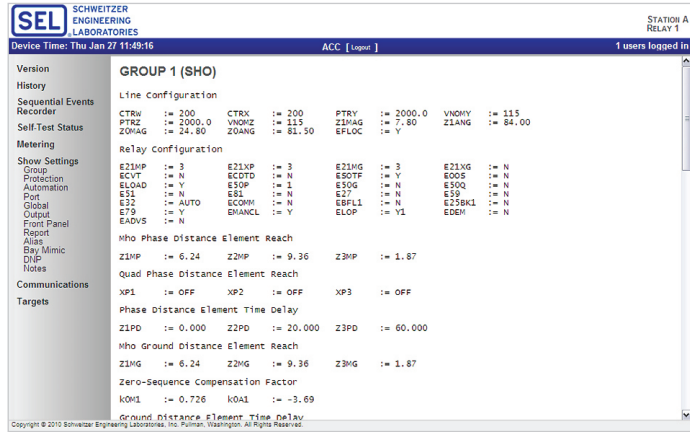 SEL SCHWEITZER
ENGINEERING
LABORATORIES
STATION A
RELAY 1
Device Time: Thu Jan 27 11:49:16 ACC [ Logout ] 1 users logged in
Version
History
Sequential Events
Recorder
Self-Test Status
Metering
Show Settings
Group
Protection
Automation
Port
Global
Output
Front Panel
Report
Alias
Bay Mimic
DNP
Notes
Communications
Targets
GROUP 1 (SHO)
Line Configuration
CTRW := 200 CTRX := 200 PTRY := 2000.0 VNOMY := 115
PTRZ := 2000.0 VNOMZ := 115 Z1MAG := 7.80 Z1ANG := 84.00
Z0MAG := 24.80 Z0ANG := 81.50 EFLOC := Y
Relay Configuration
E21MP := 3 E21XP := 3 E21MG := 3 E21XG := N
ECVT := N ECDTD := N ESOTF := Y EOOS := N
ELOAD := Y E50P := 1 E50G := N E50Q := N
E51 := N E81 := N E27 := N E59 := N
E32 := AUTO ECOMM := N EBFL1 := N E25BK1 := N
E79 := Y EMANCL := Y ELOP := Y1 EDEM := N
EADVS := N
Mho Phase Distance Element Reach
Z1MP := 6.24 Z2MP := 9.36 Z3MP := 1.87
Quad Phase Distance Element Reach
XP1 := OFF XP2 := OFF XP3 := OFF
Phase Distance Element Time Delay
Z1PD := 0.000 Z2PD := 20.000 Z3PD := 60.000
Mho Ground Distance Element Reach
Z1MG := 6.24 Z2MG := 9.36 Z3MG := 1.87
Zero-Sequence Compensation Factor
k0M1 := 0.726 k0A1 := -3.69
Ground Distance Element Time Delay
Copyright © 2010 Schweitzer Engineering Laboratories, Inc. Pullman, Washington. All Rights Reserved.